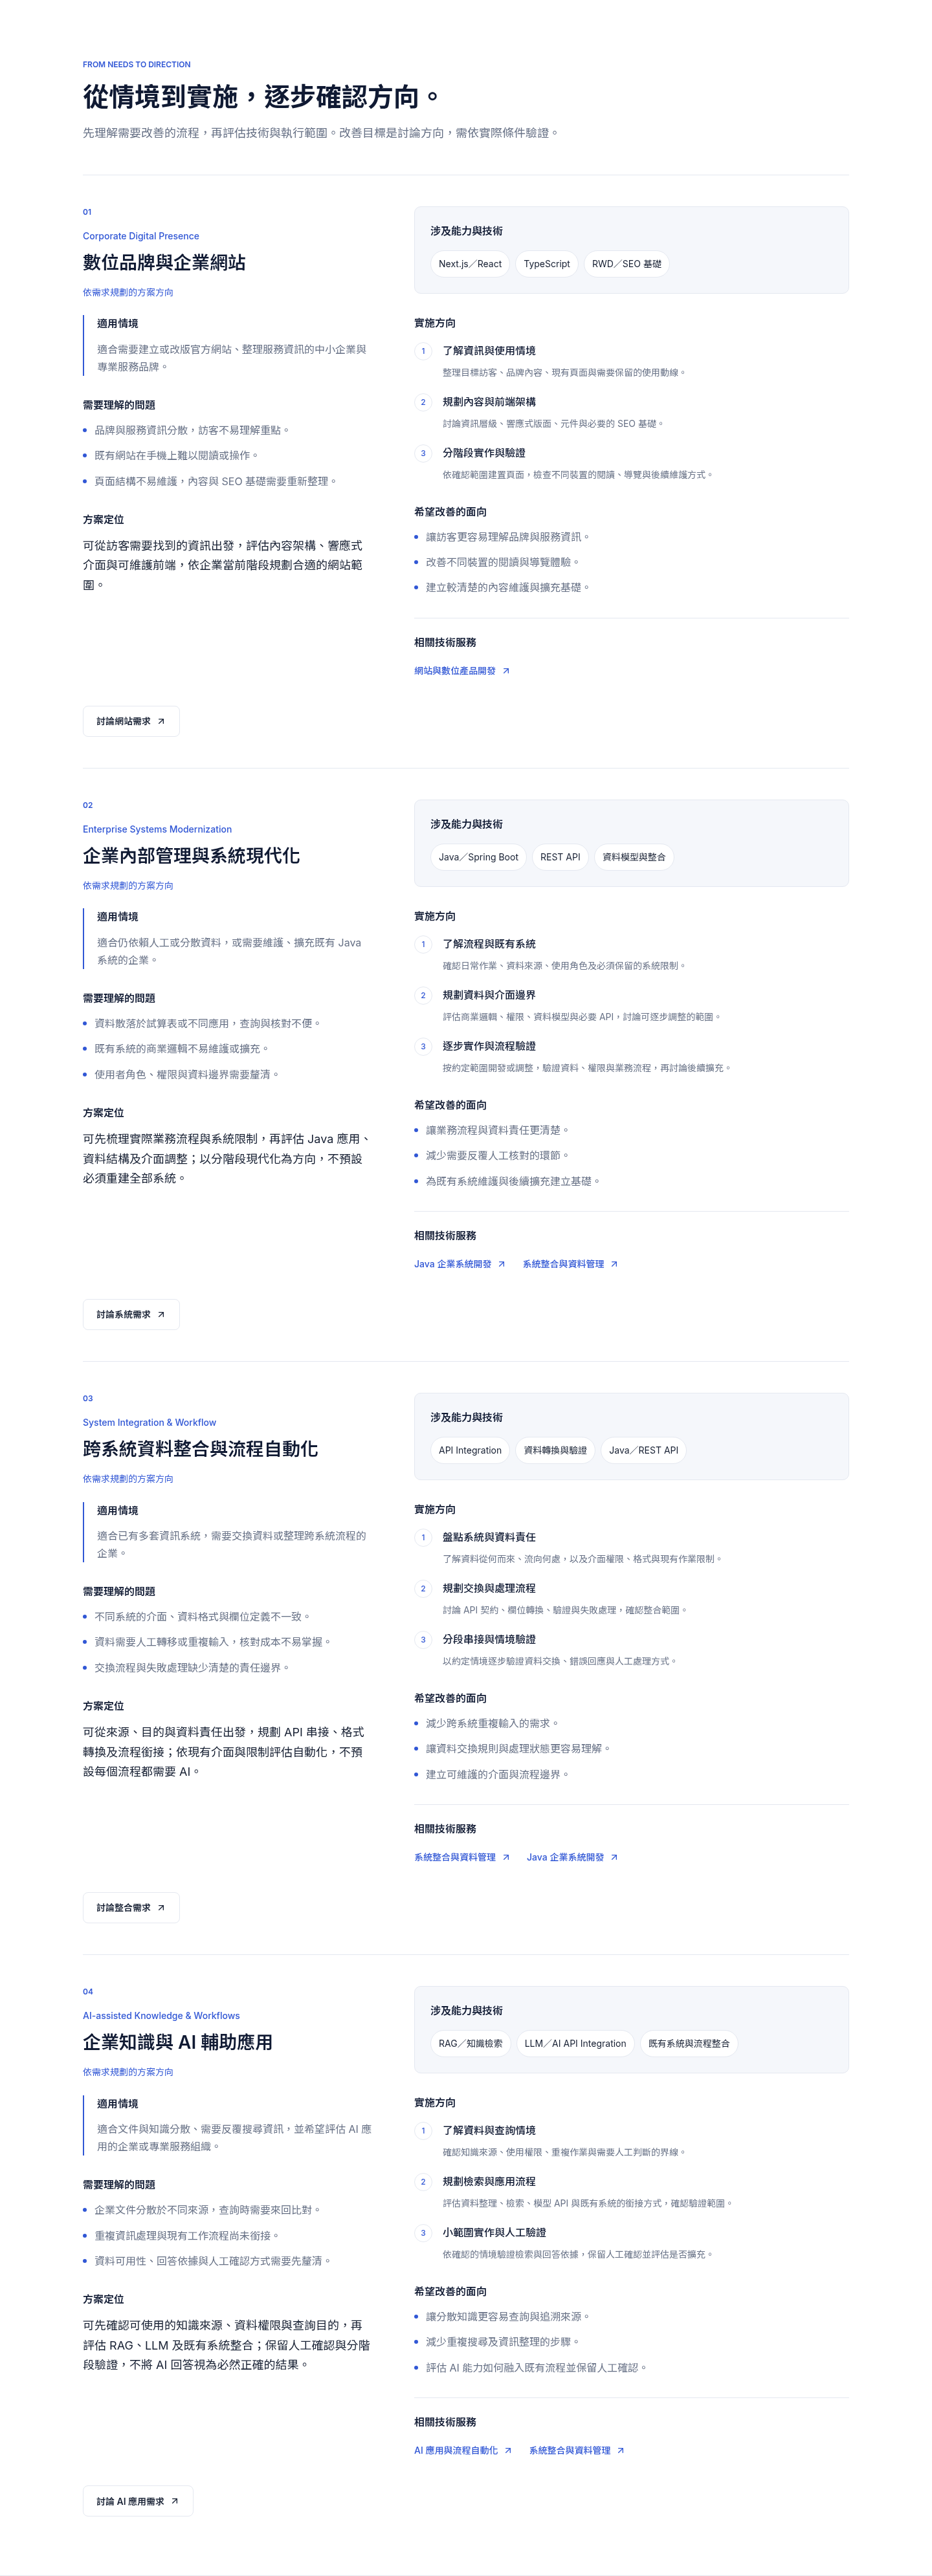 FROM NEEDS TO DIRECTION
從情境到實施，逐步確認方向。
先理解需要改善的流程，再評估技術與執行範圍。改善目標是討論方向，需依實際條件驗證。
01
Corporate Digital Presence
數位品牌與企業網站
依需求規劃的方案方向
適用情境
適合需要建立或改版官方網站、整理服務資訊的中小企業與
專業服務品牌。
需要理解的問題
品牌與服務資訊分散，訪客不易理解重點。
既有網站在手機上難以閱讀或操作。
頁面結構不易維護，內容與 SEO 基礎需要重新整理。
方案定位
可從訪客需要找到的資訊出發，評估內容架構、響應式
介面與可維護前端，依企業當前階段規劃合適的網站範
圍。
涉及能力與技術
Next.js／React
TypeScript
RWD／SEO 基礎
實施方向
1
了解資訊與使用情境
整理目標訪客、品牌內容、現有頁面與需要保留的使用動線。
2
規劃內容與前端架構
討論資訊層級、響應式版面、元件與必要的 SEO 基礎。
3
分階段實作與驗證
依確認範圍建置頁面，檢查不同裝置的閱讀、導覽與後續維護方式。
希望改善的面向
讓訪客更容易理解品牌與服務資訊。
改善不同裝置的閱讀與導覽體驗。
建立較清楚的內容維護與擴充基礎。
相關技術服務
網站與數位產品開發
討論網站需求
02
Enterprise Systems Modernization
企業內部管理與系統現代化
依需求規劃的方案方向
適用情境
適合仍依賴人工或分散資料，或需要維護、擴充既有 Java
系統的企業。
需要理解的問題
資料散落於試算表或不同應用，查詢與核對不便。
既有系統的商業邏輯不易維護或擴充。
使用者角色、權限與資料邊界需要釐清。
方案定位
可先梳理實際業務流程與系統限制，再評估 Java 應用、
資料結構及介面調整；以分階段現代化為方向，不預設
必須重建全部系統。
涉及能力與技術
Java／Spring Boot
REST API
資料模型與整合
實施方向
1
了解流程與既有系統
確認日常作業、資料來源、使用角色及必須保留的系統限制。
2
規劃資料與介面邊界
評估商業邏輯、權限、資料模型與必要 API，討論可逐步調整的範圍。
3
逐步實作與流程驗證
按約定範圍開發或調整，驗證資料、權限與業務流程，再討論後續擴充。
希望改善的面向
讓業務流程與資料責任更清楚。
減少需要反覆人工核對的環節。
為既有系統維護與後續擴充建立基礎。
相關技術服務
Java 企業系統開發
系統整合與資料管理
討論系統需求
03
System Integration & Workflow
跨系統資料整合與流程自動化
依需求規劃的方案方向
適用情境
適合已有多套資訊系統，需要交換資料或整理跨系統流程的
企業。
需要理解的問題
不同系統的介面、資料格式與欄位定義不一致。
資料需要人工轉移或重複輸入，核對成本不易掌握。
交換流程與失敗處理缺少清楚的責任邊界。
方案定位
可從來源、目的與資料責任出發，規劃 API 串接、格式
轉換及流程銜接；依現有介面與限制評估自動化，不預
設每個流程都需要 AI。
涉及能力與技術
API Integration
資料轉換與驗證
Java／REST API
實施方向
1
盤點系統與資料責任
了解資料從何而來、流向何處，以及介面權限、格式與現有作業限制。
2
規劃交換與處理流程
討論 API 契約、欄位轉換、驗證與失敗處理，確認整合範圍。
3
分段串接與情境驗證
以約定情境逐步驗證資料交換、錯誤回應與人工處理方式。
希望改善的面向
減少跨系統重複輸入的需求。
讓資料交換規則與處理狀態更容易理解。
建立可維護的介面與流程邊界。
相關技術服務
系統整合與資料管理
Java 企業系統開發
討論整合需求
04
AI-assisted Knowledge & Workflows
企業知識與 AI 輔助應用
依需求規劃的方案方向
適用情境
適合文件與知識分散、需要反覆搜尋資訊，並希望評估 AI 應
用的企業或專業服務組織。
需要理解的問題
企業文件分散於不同來源，查詢時需要來回比對。
重複資訊處理與現有工作流程尚未銜接。
資料可用性、回答依據與人工確認方式需要先釐清。
方案定位
可先確認可使用的知識來源、資料權限與查詢目的，再
評估 RAG、LLM 及既有系統整合；保留人工確認與分階
段驗證，不將 AI 回答視為必然正確的結果。
涉及能力與技術
RAG／知識檢索
LLM／AI API Integration
既有系統與流程整合
實施方向
1
了解資料與查詢情境
確認知識來源、使用權限、重複作業與需要人工判斷的界線。
2
規劃檢索與應用流程
評估資料整理、檢索、模型 API 與既有系統的銜接方式，確認驗證範圍。
3
小範圍實作與人工驗證
依確認的情境驗證檢索與回答依據，保留人工確認並評估是否擴充。
希望改善的面向
讓分散知識更容易查詢與追溯來源。
減少重複搜尋及資訊整理的步驟。
評估 AI 能力如何融入既有流程並保留人工確認。
相關技術服務
AI 應用與流程自動化
系統整合與資料管理
討論 AI 應用需求